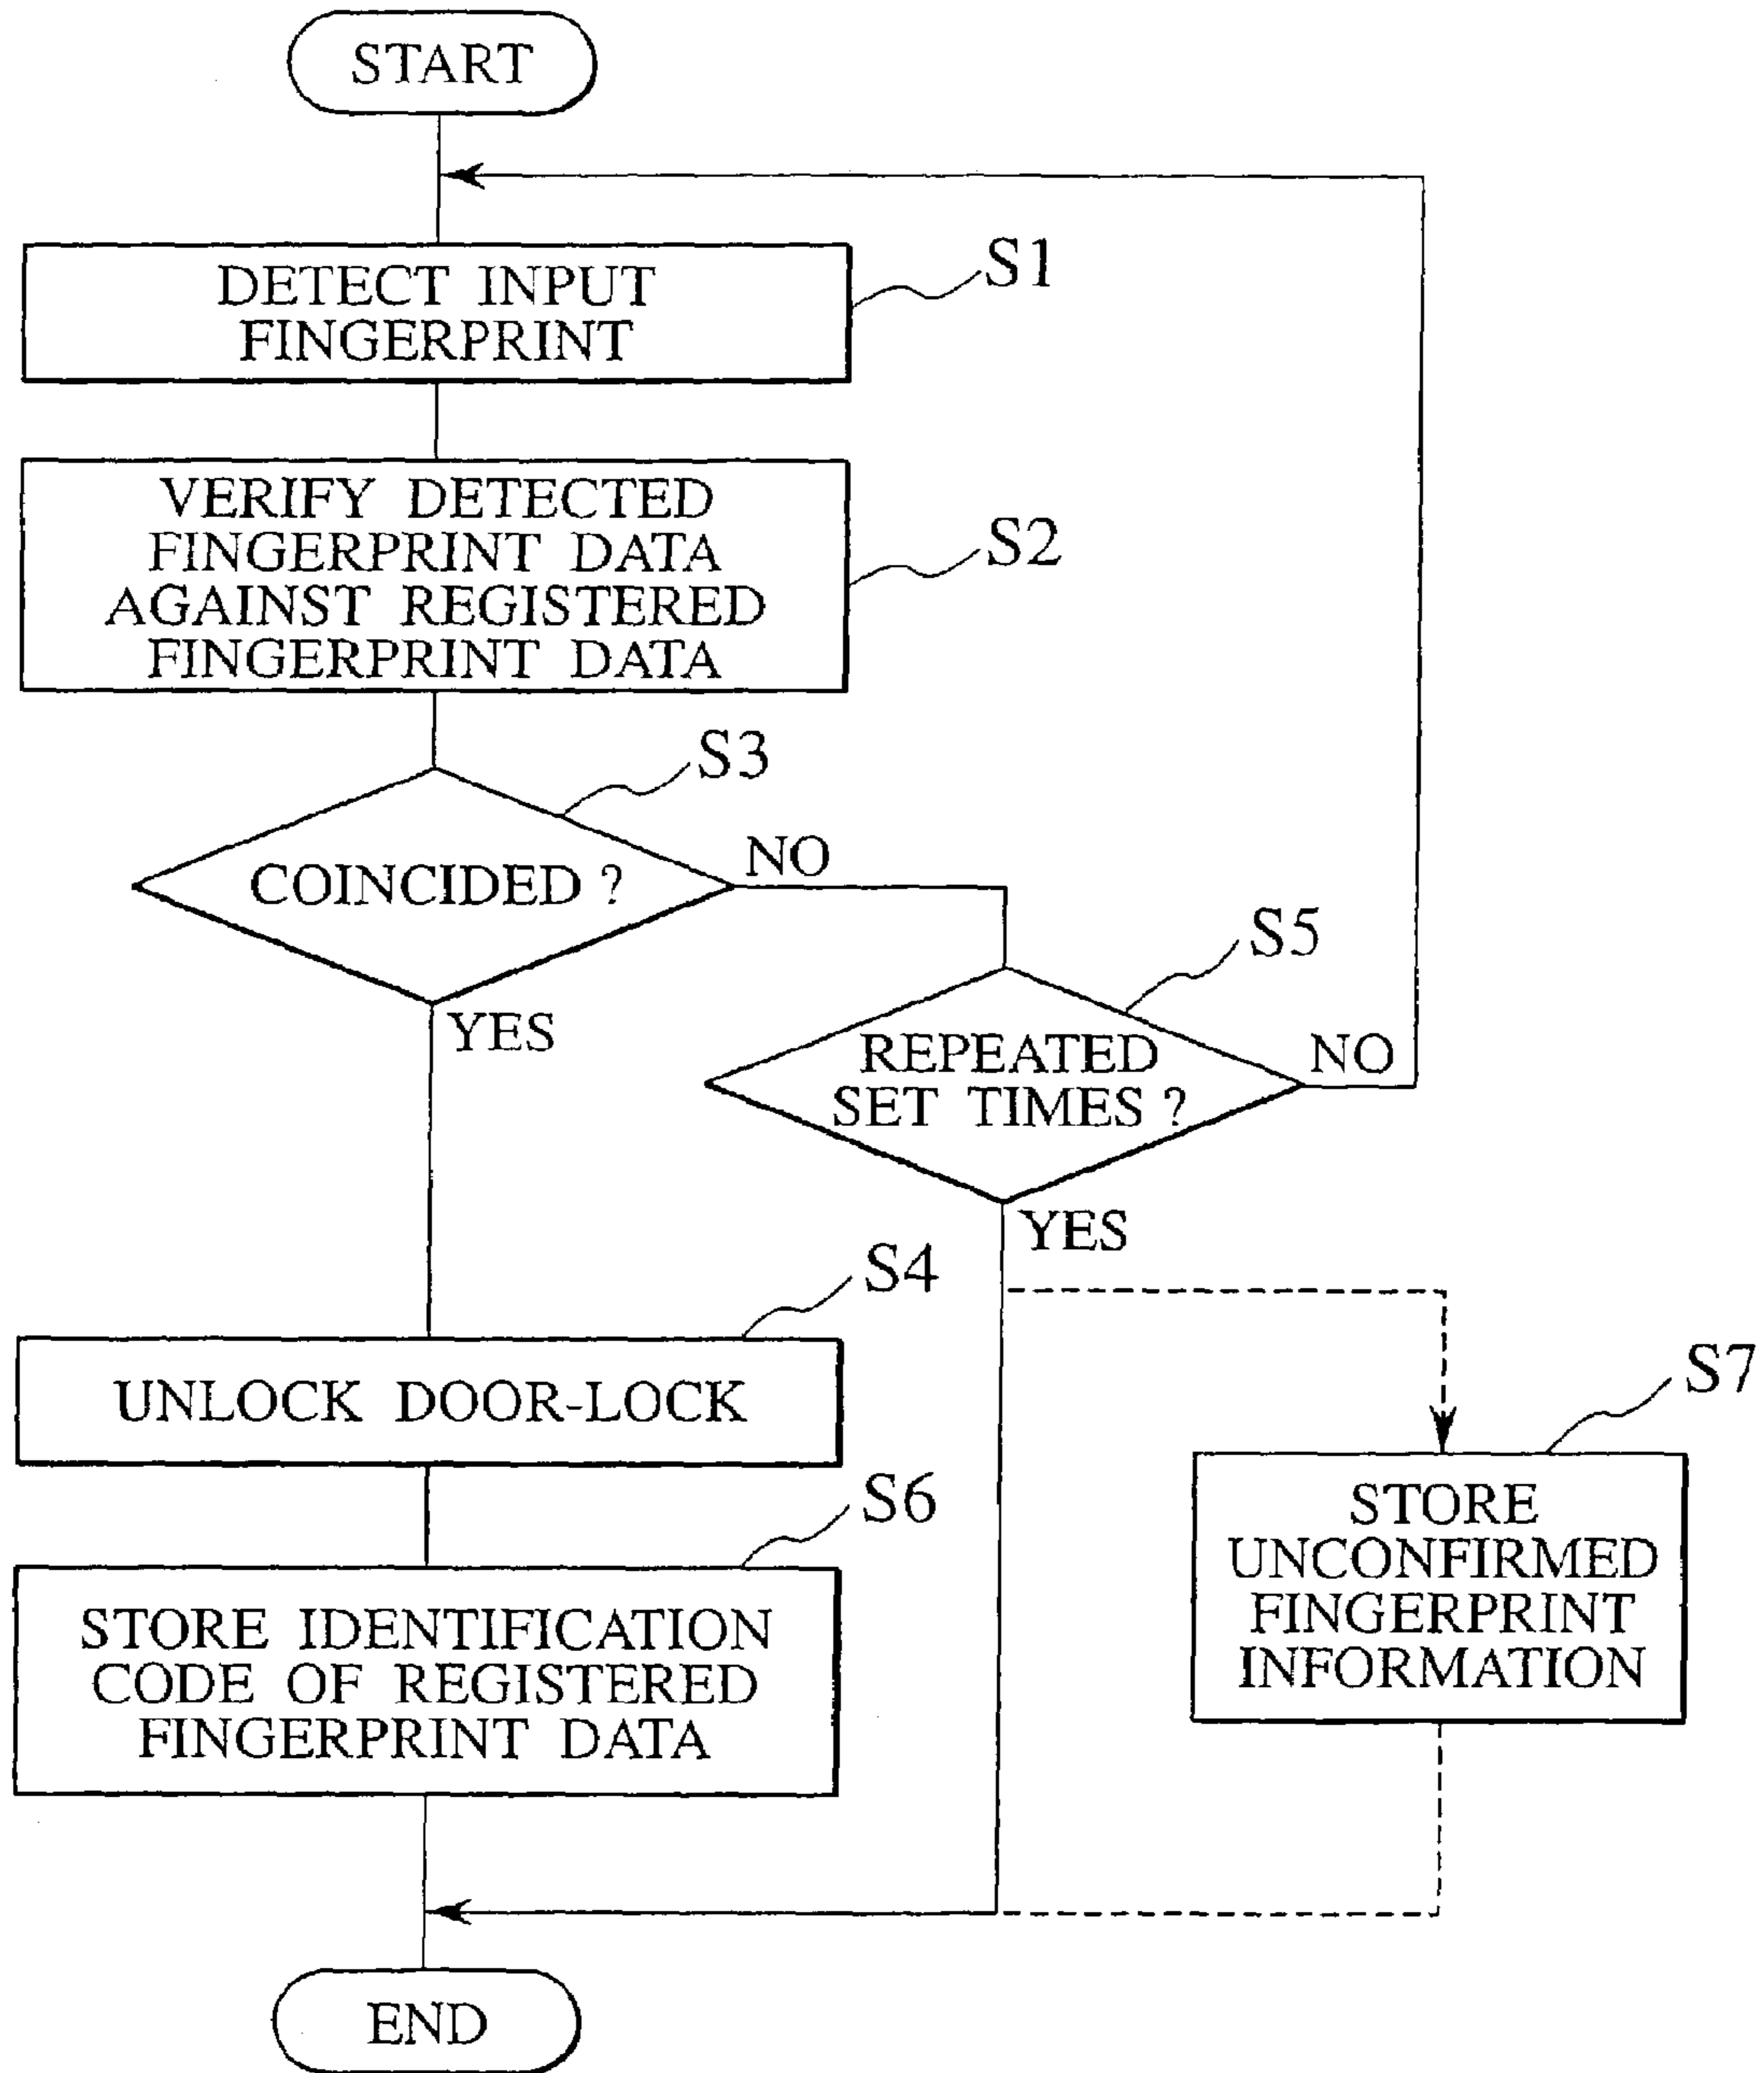 START
DETECT INPUT
FINGERPRINT
S1
VERIFY DETECTED
FINGERPRINT DATA
AGAINST REGISTERED
FINGERPRINT DATA
S2
S3
COINCIDED ?
NO
YES
S5
REPEATED
SET TIMES ?
NO
YES
S4
UNLOCK DOOR-LOCK
S6
STORE IDENTIFICATION
CODE OF REGISTERED
FINGERPRINT DATA
S7
STORE
UNCONFIRMED
FINGERPRINT
INFORMATION
END